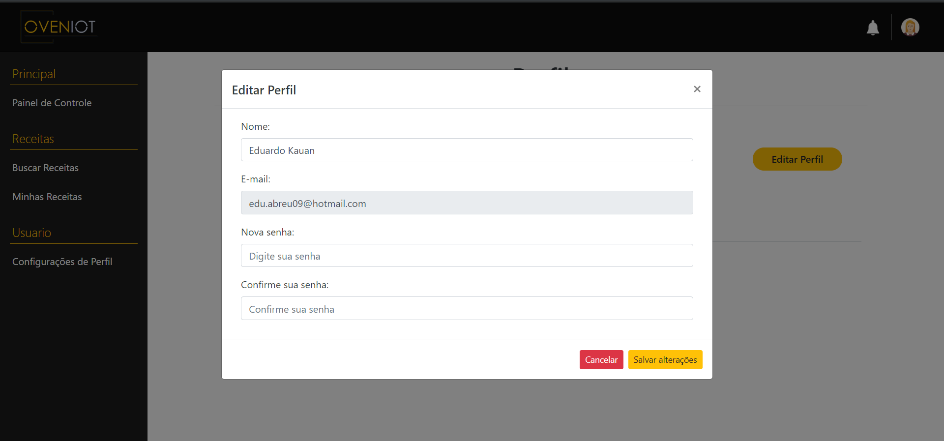 OVENIOT
Principal
Painel de Controle
Receitas
Buscar Receitas
Minhas Receitas
Usuario
Configurações de Perfil
Perfil
Editar Perfil
Editar Perfil
×
Nome:
Eduardo Kauan
E-mail:
edu.abreu09@hotmail.com
Nova senha:
Digite sua senha
Confirme sua senha:
Confirme sua senha
Cancelar
Salvar alterações